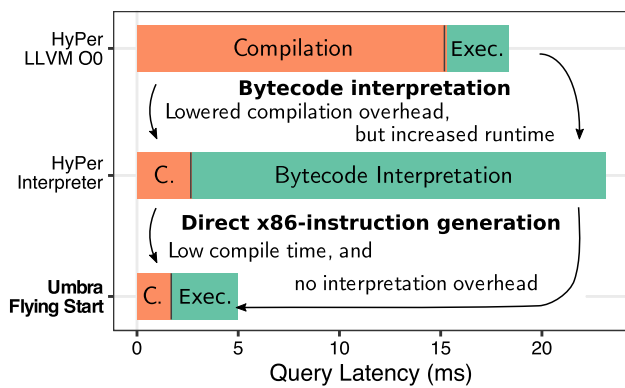 HyPer
LLVM O0
Compilation
Exec.
Bytecode interpretation
Lowered compilation overhead,
but increased runtime
HyPer
Interpreter
C.
Bytecode Interpretation
Direct x86-instruction generation
Low compile time, and
no interpretation overhead
Umbra
Flying Start
C.
Exec.
0
5
10
15
20
Query Latency (ms)